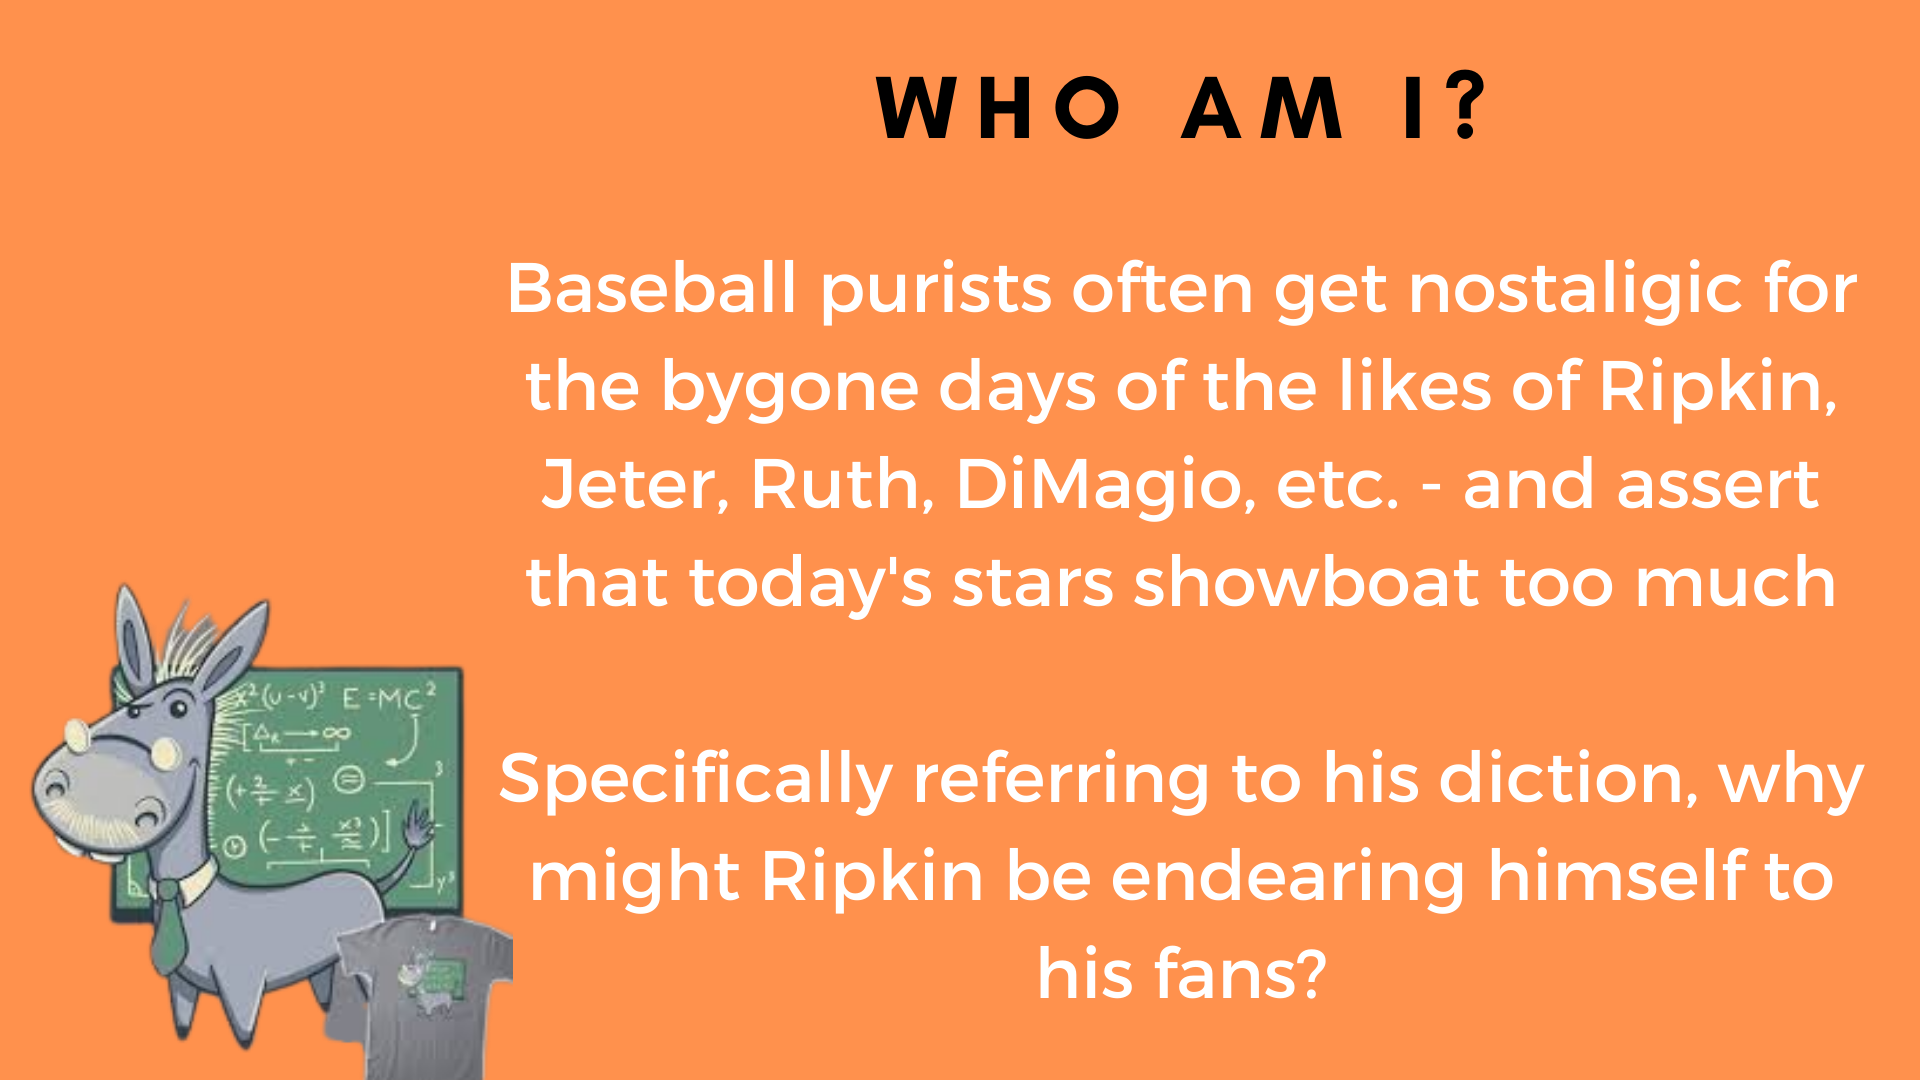 WHO AM I?
Baseball purists often get nostaligic for
the bygone days of the likes of Ripkin,
Jeter, Ruth, DiMagio, etc. - and assert
that today's stars showboat too much
Specifically referring to his diction, why
might Ripkin be endearing himself to
his fans?
E=MC²